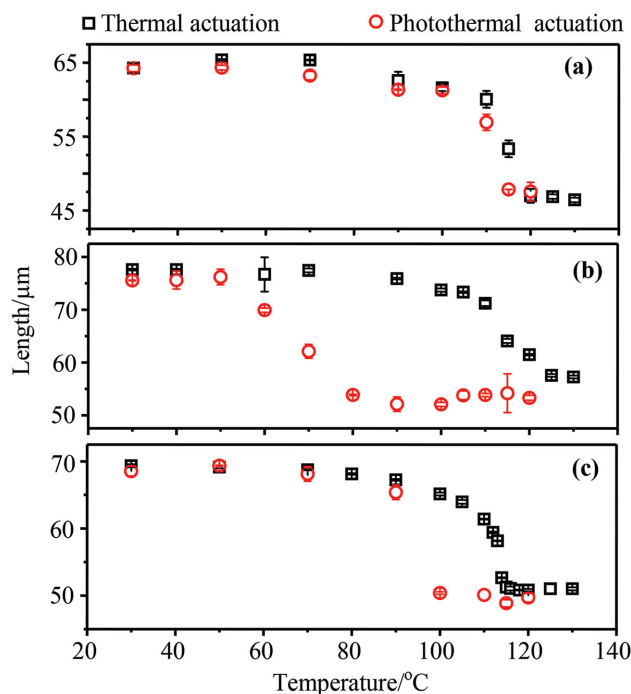 Thermal actuation Photothermal actuation
(a)
65
55
45
(b)
80
70
60
50
Length/μm
(c)
70
60
50
20 40 60 80 100 120 140
Temperature/°C